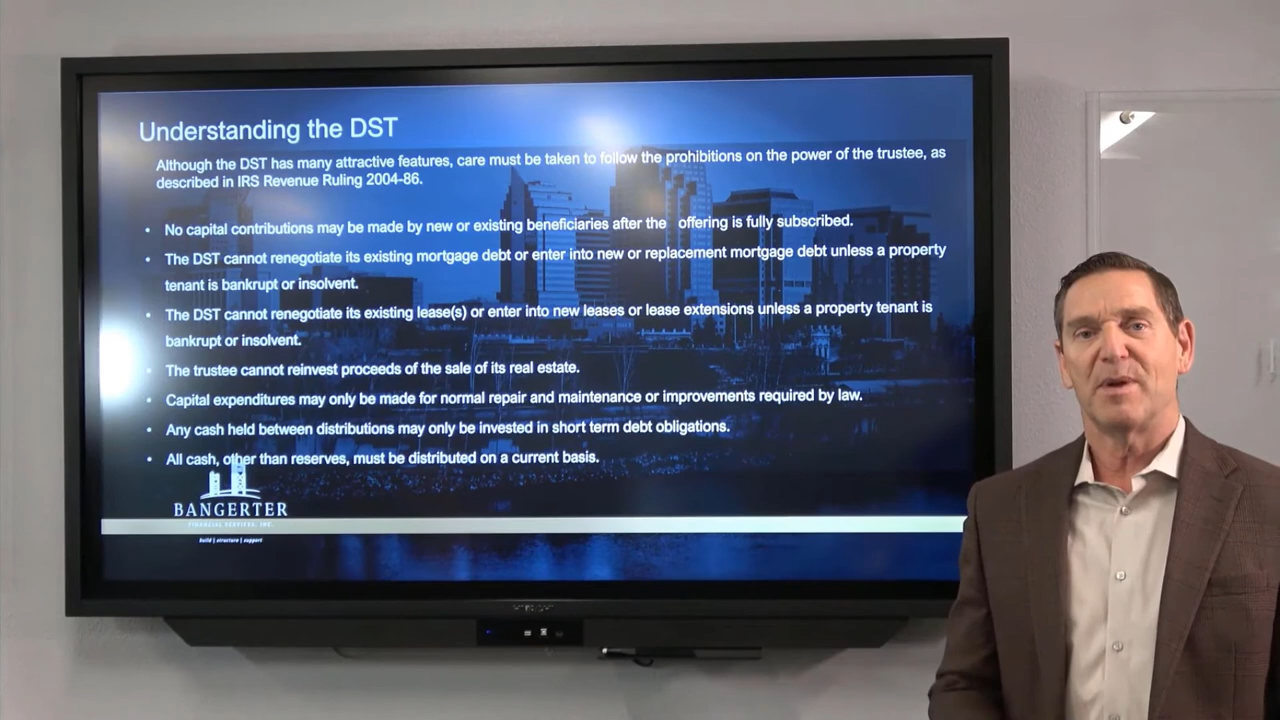 Understanding the DST
Although the DST has many attractive features, care must be taken to follow the prohibitions on the power of the trustee, as
described in IRS Revenue Ruling 2004-86.
• No capital contributions may be made by new or existing beneficiaries after the offering is fully subscribed.
• The DST cannot renegotiate its existing mortgage debt or enter into new or replacement mortgage debt unless a property
tenant is bankrupt or insolvent.
• The DST cannot renegotiate its existing lease(s) or enter into new leases or lease extensions unless a property tenant is
bankrupt or insolvent.
• The trustee cannot reinvest proceeds of the sale of its real estate.
• Capital expenditures may only be made for normal repair and maintenance or improvements required by law.
• Any cash held between distributions may only be invested in short term debt obligations.
• All cash, other than reserves, must be distributed on a current basis.
BANGERTER
FINANCIAL SERVICES, INC.
build | structure | support